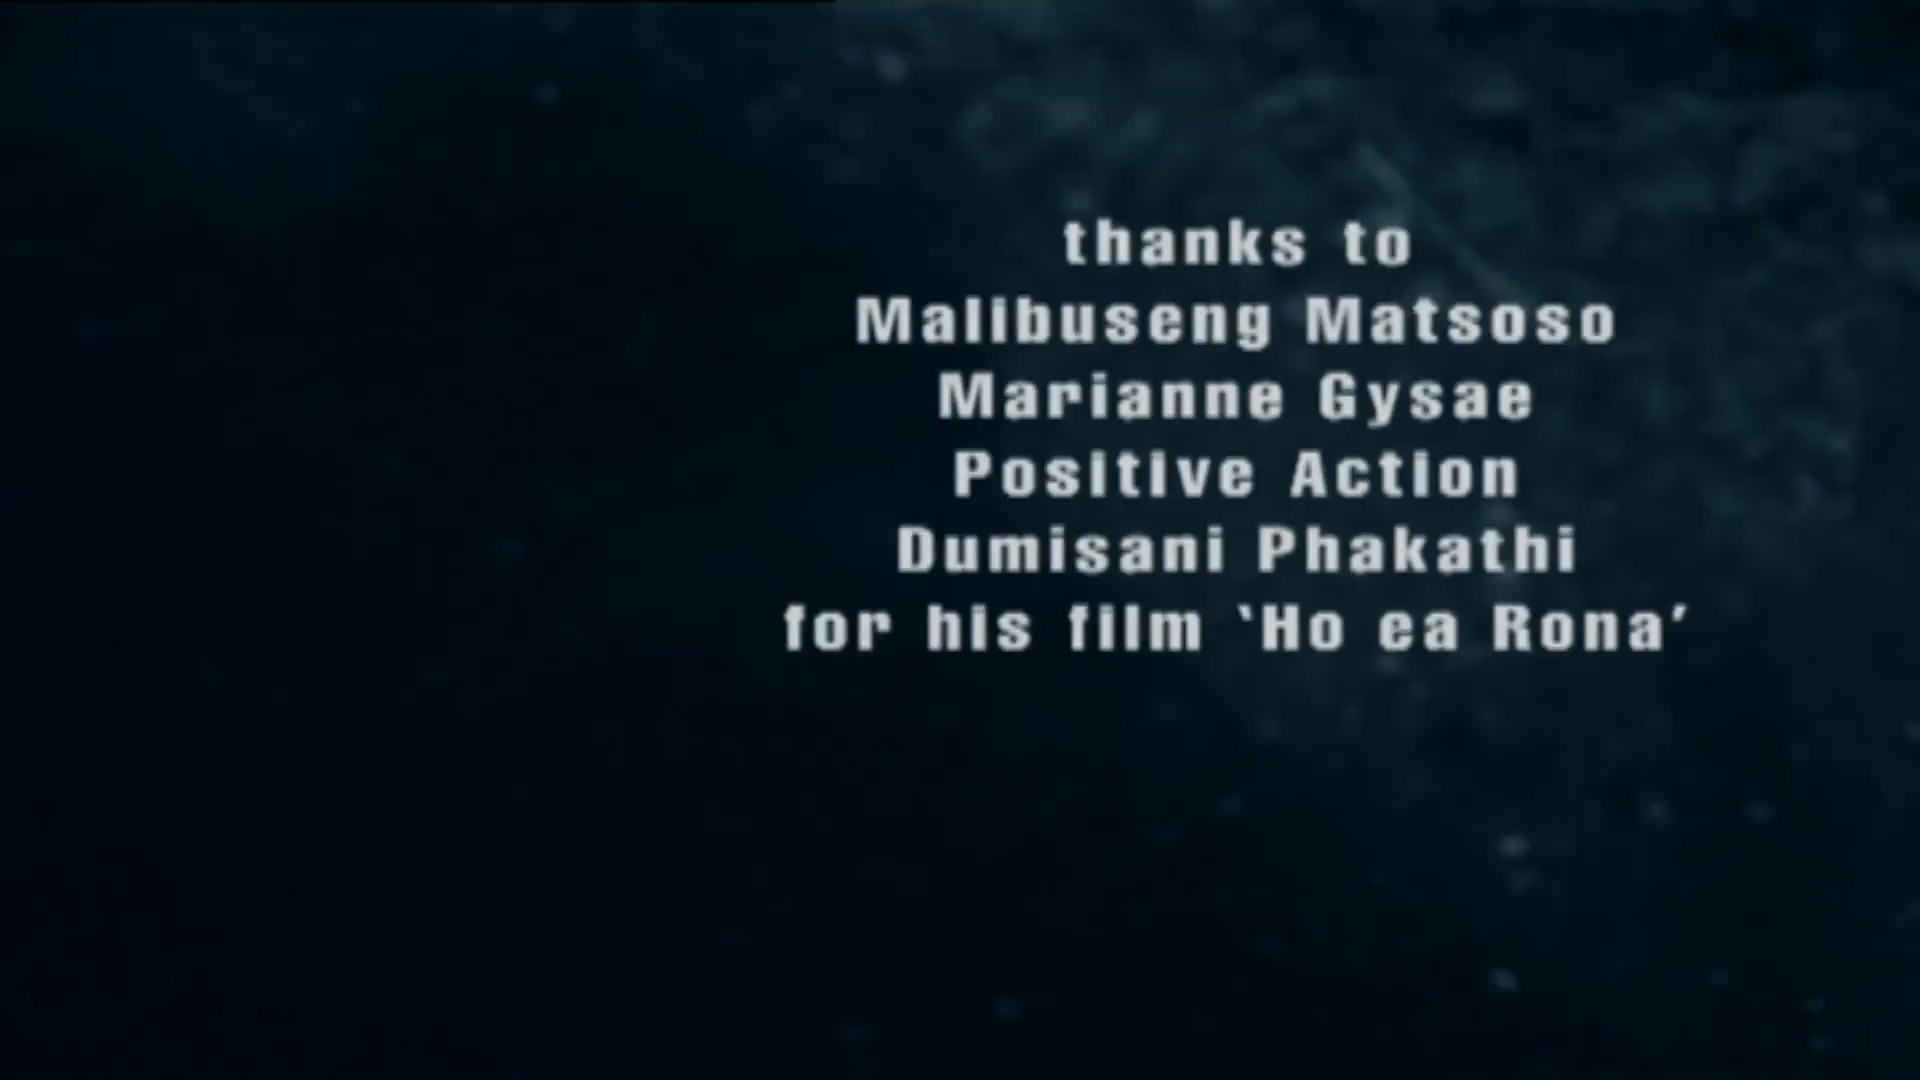 thanks to
Malibuseng Matsoso
Marianne Gysae
Positive Action
Dumisani Phakathi
for his film ‘Ho ea Rona’